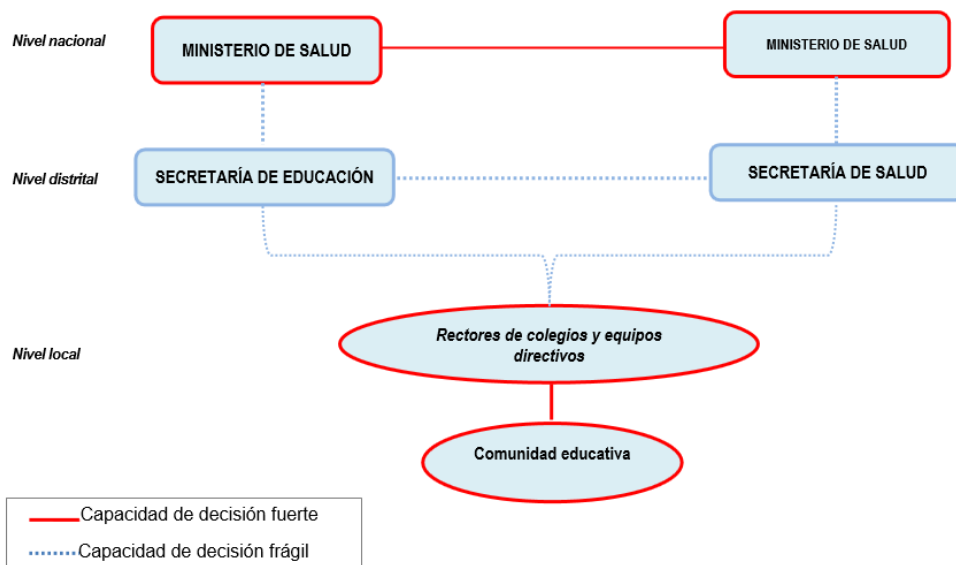 Nivel nacional
MINISTERIO DE SALUD
MINISTERIO DE SALUD
Nivel distrital
SECRETARÍA DE EDUCACIÓN
SECRETARÍA DE SALUD
Nivel local
Rectores de colegios y equipos
directivos
Comunidad educativa
Capacidad de decisión fuerte
Capacidad de decisión frágil